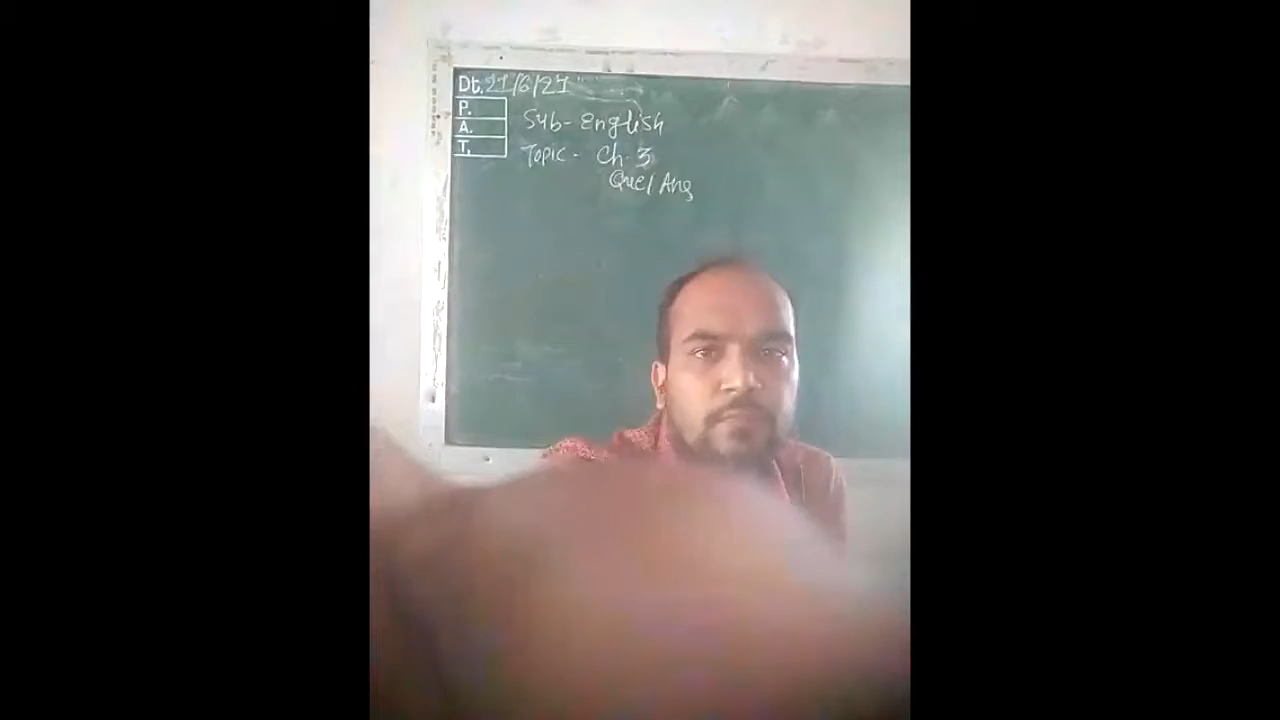 Dt. 21/6/21
P.
A.
T.
Sub- English
Topic - Ch-3
Que/Ans